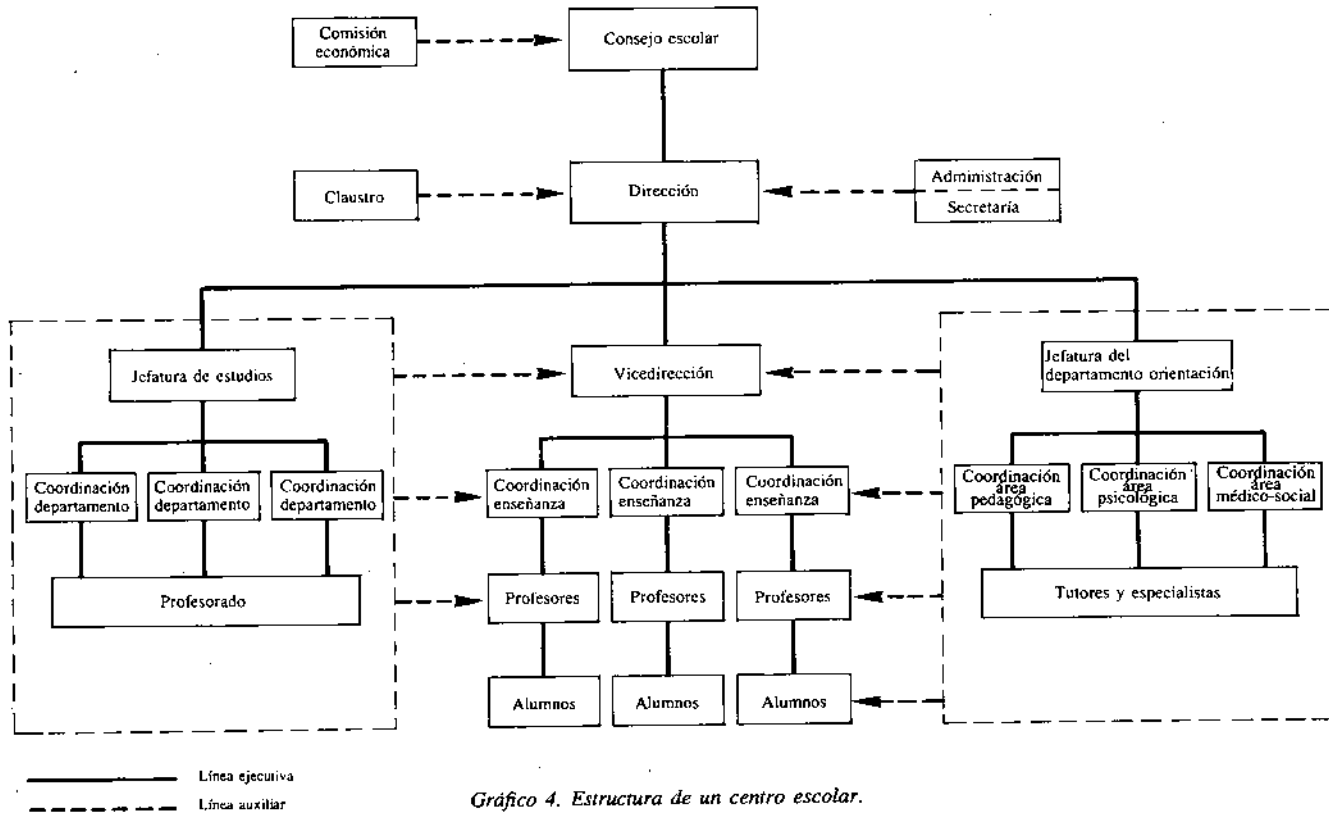 Comisión
económica
Consejo escolar
Claustro
Dirección
Administración
Secretaría
Jefatura de estudios
Vicedirección
Jefatura del
departamento orientación
Coordinación
departamento
Coordinación
departamento
Coordinación
departamento
Coordinación
enseñanza
Coordinación
enseñanza
Coordinación
enseñanza
Coordinación
área
pedagógica
Coordinación
área
psicológica
Coordinación
área
médico-social
Profesorado
Profesores
Profesores
Profesores
Tutores y especialistas
Alumnos
Alumnos
Alumnos
Línea ejecutiva
Línea auxiliar
Gráfico 4. Estructura de un centro escolar.